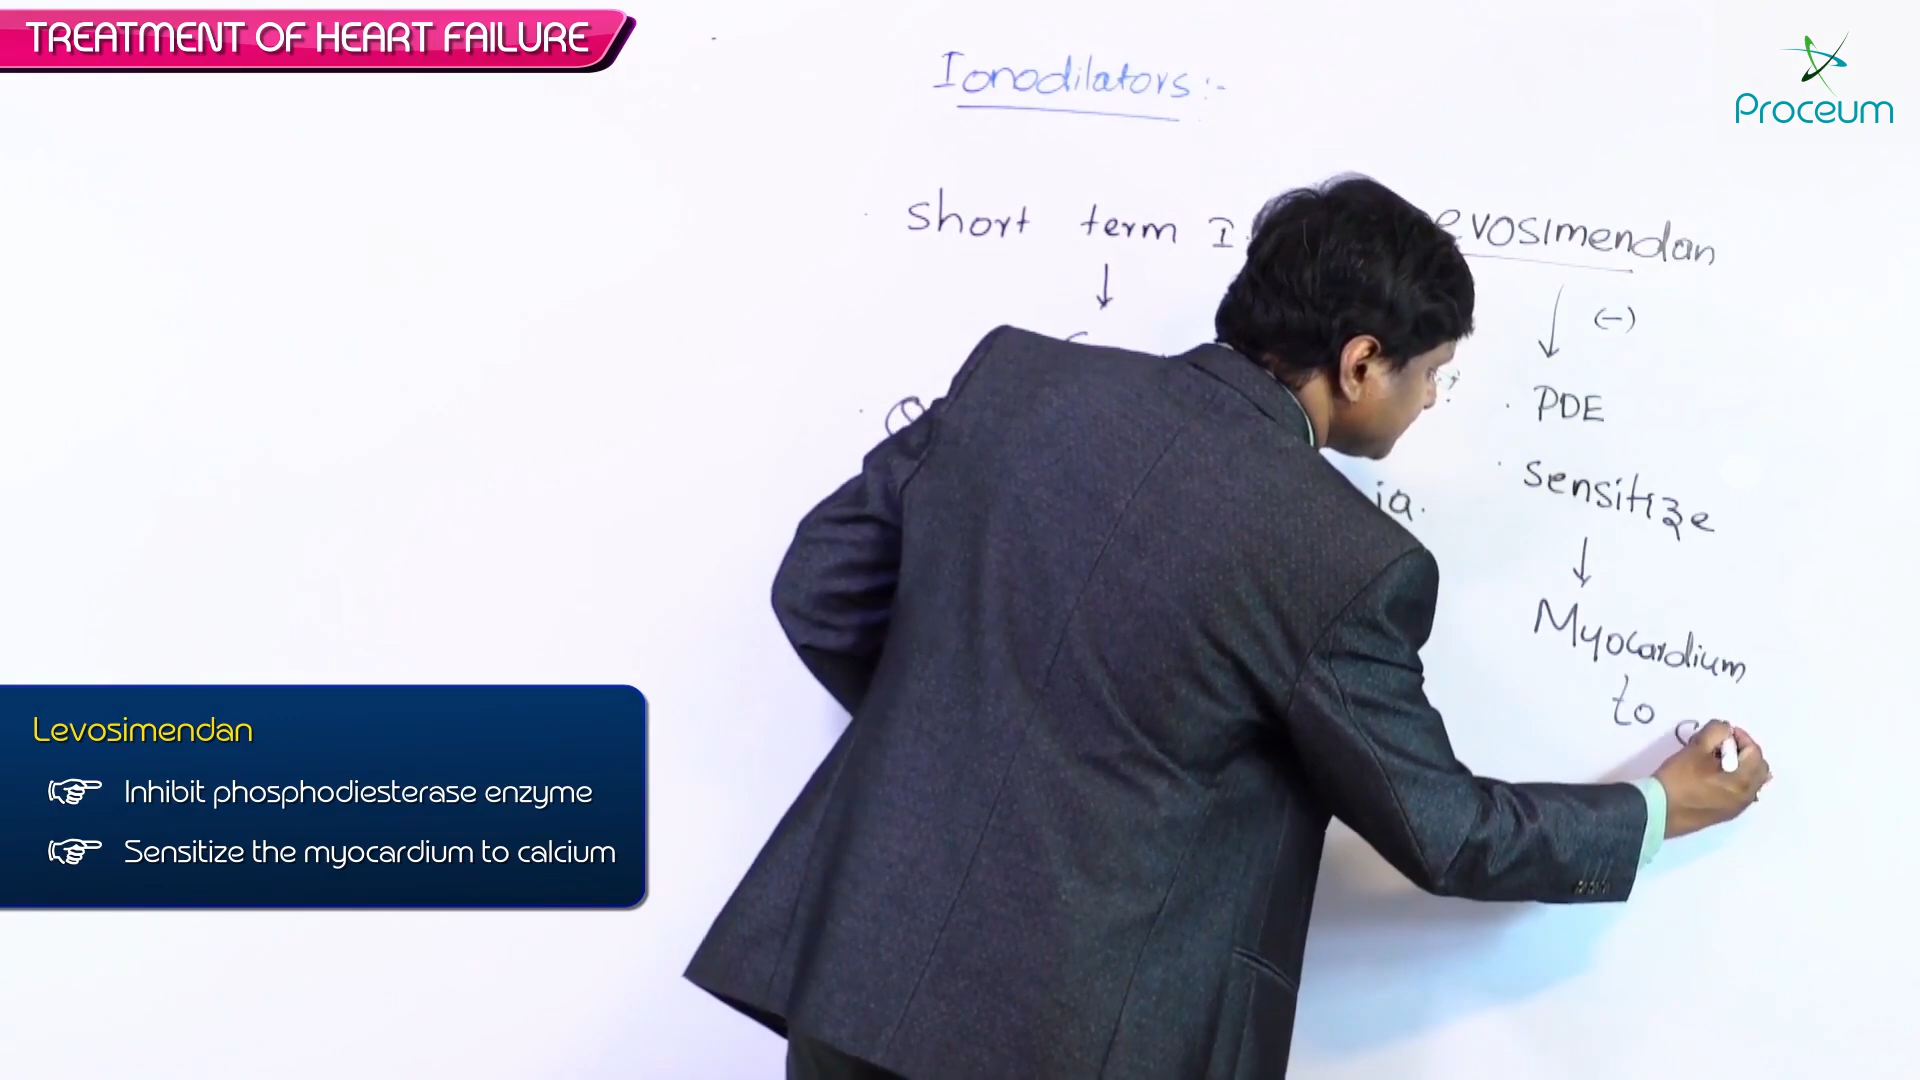 TREATMENT OF HEART FAILURE
Proceum
Ionodilators:-
short term I.
evosimendan
(-)
PDE
sensitize
ia.
Myocardium
to
Levosimendan
Inhibit phosphodiesterase enzyme
Sensitize the myocardium to calcium